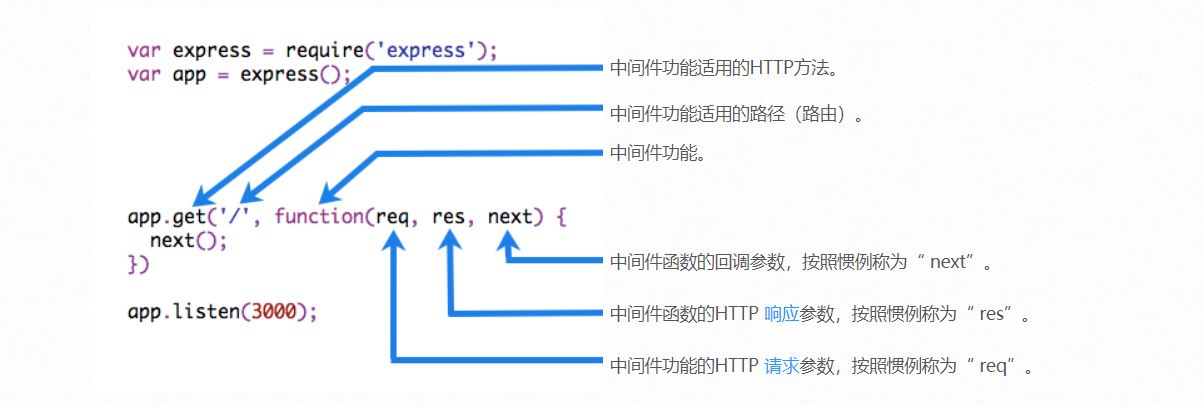 var express = require('express');
var app = express();
中间件功能适用的HTTP方法。
中间件功能适用的路径（路由）。
中间件功能。
app.get('/', function(req, res, next) {
next();
})
中间件函数的回调参数，按照惯例称为“ next”。
app.listen(3000);
中间件函数的HTTP 响应参数，按照惯例称为“ res”。
中间件功能的HTTP 请求参数，按照惯例称为“ req”。